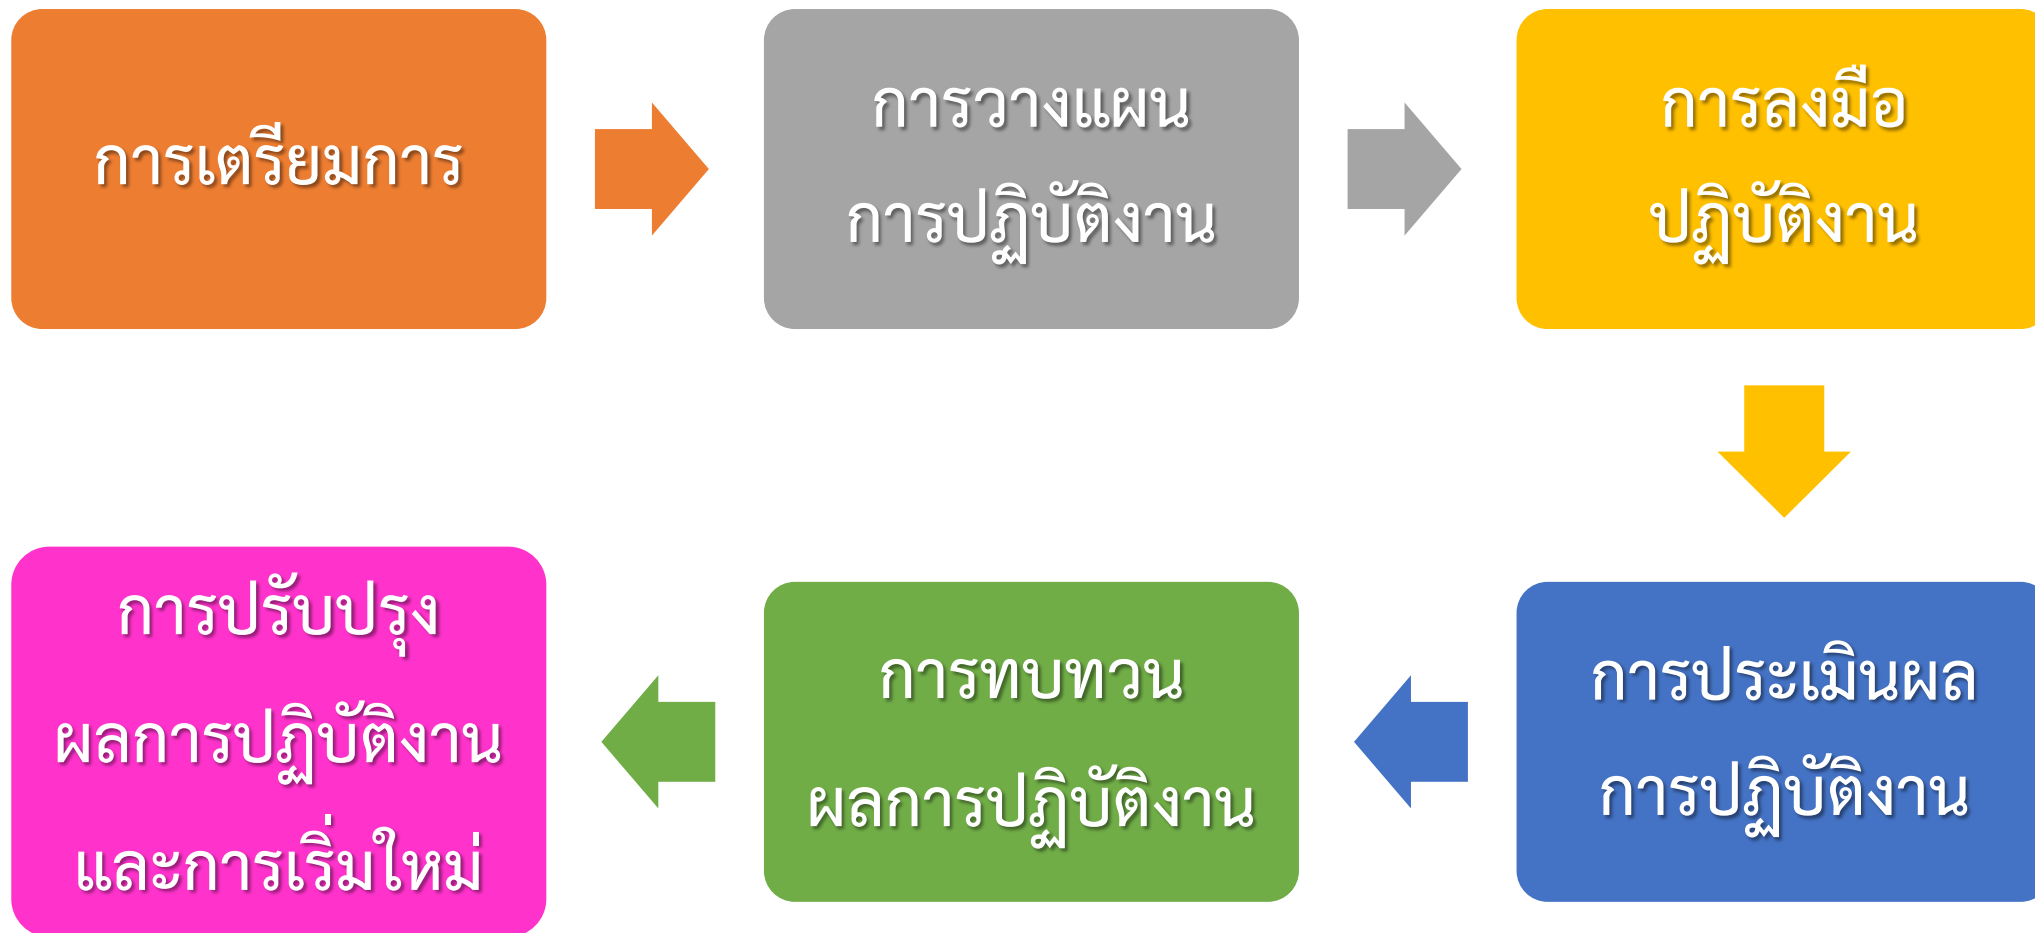 การเตรียมการ
การวางแผน
การปฏิบัติงาน
การลงมือ
ปฏิบัติงาน
การประเมินผล
การปฏิบัติงาน
การทบทวน
ผลการปฏิบัติงาน
การปรับปรุง
ผลการปฏิบัติงาน
และการเริ่มใหม่